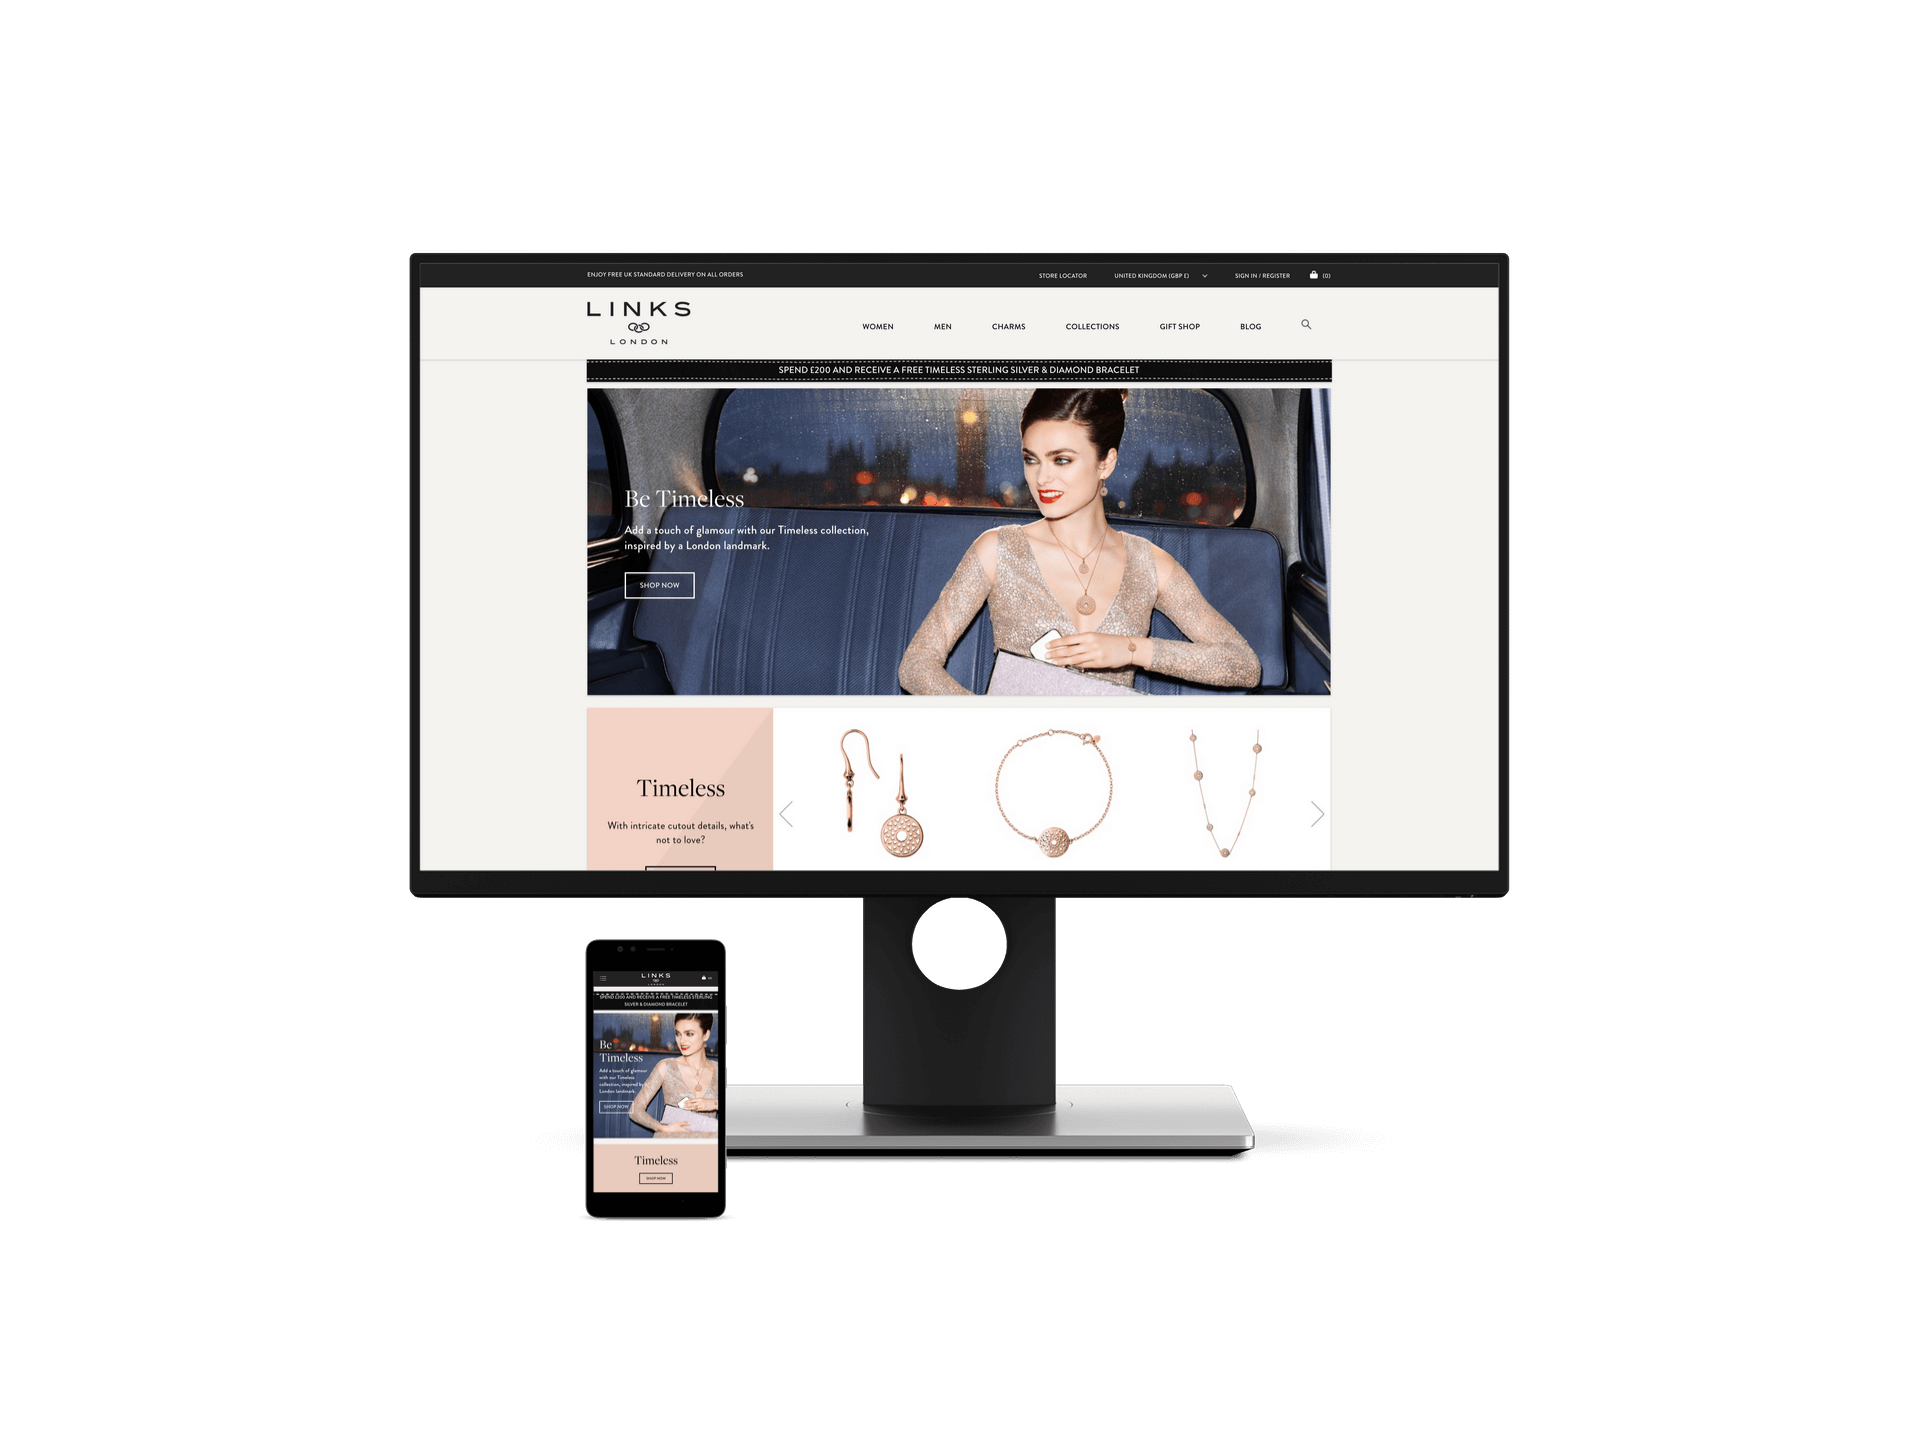 ENJOY FREE UK STANDARD DELIVERY ON ALL ORDERS
STORE LOCATOR
UNITED KINGDOM (GBP £)
SIGN IN / REGISTER
(0)
LINKS
LONDON
WOMEN
MEN
CHARMS
COLLECTIONS
GIFT SHOP
BLOG
SPEND £200 AND RECEIVE A FREE TIMELESS STERLING SILVER & DIAMOND BRACELET
Be Timeless
Add a touch of glamour with our Timeless collection,
inspired by a London landmark.
SHOP NOW
Timeless
With intricate cutout details, what's
not to love?
LINKS
LONDON
(0)
SPEND £200 AND RECEIVE A FREE TIMELESS STERLING
SILVER & DIAMOND BRACELET
Be
Timeless
Add a touch of glamour
with our Timeless
collection, inspired by a
London landmark.
SHOP NOW
Timeless
SHOP NOW